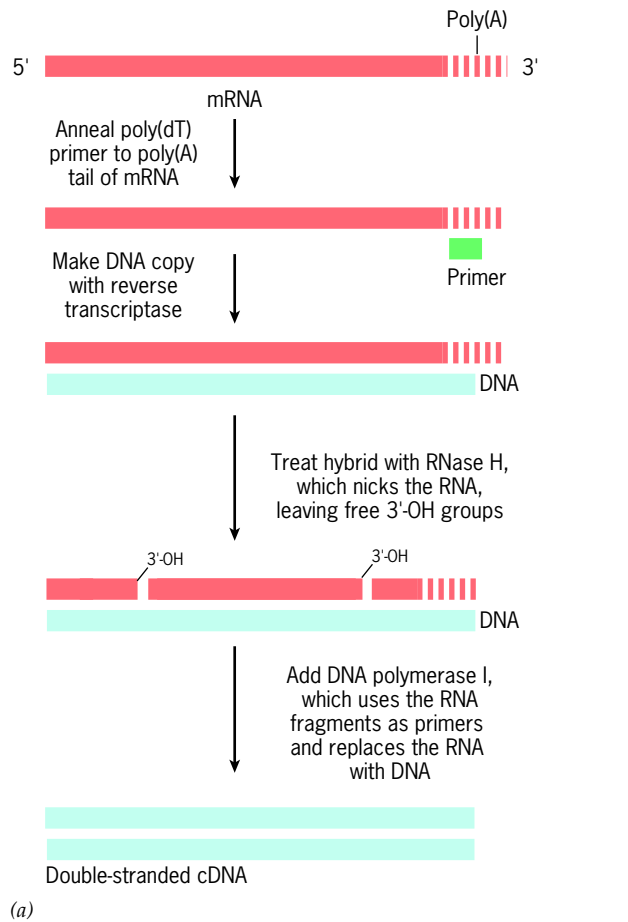 Poly(A)
5'
3'
mRNA
Anneal poly(dT)
primer to poly(A)
tail of mRNA
Primer
Make DNA copy
with reverse
transcriptase
DNA
Treat hybrid with RNase H,
which nicks the RNA,
leaving free 3'-OH groups
3'-OH
3'-OH
DNA
Add DNA polymerase I,
which uses the RNA
fragments as primers
and replaces the RNA
with DNA
Double-stranded cDNA
(a)